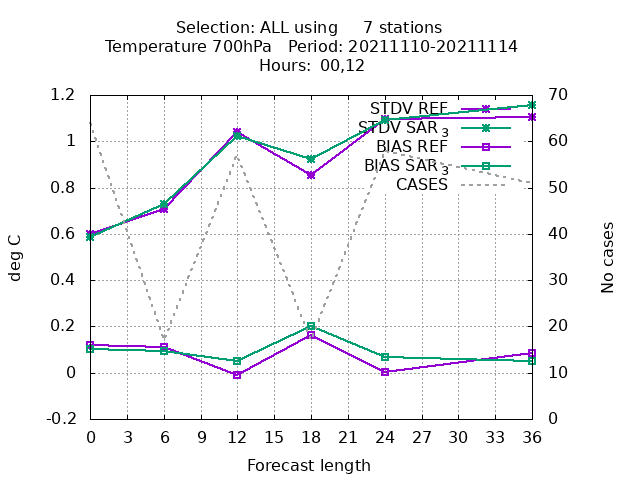 Selection: ALL using     7 stations
Temperature 700hPa   Period: 20211110-20211114
Hours: 00,12
1.2
1
0.8
0.6
0.4
0.2
0
-0.2
70
60
50
40
30
20
10
0
STDV REF
STDV SAR3
BIAS REF
BIAS SAR3
CASES
deg C
No cases
0 3 6 9 12 15 18 21 24 27 30 33 36
Forecast length